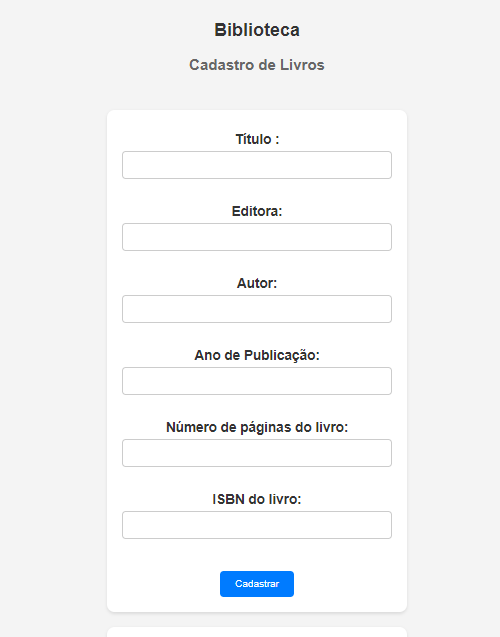 Biblioteca
Cadastro de Livros
Título :
Editora:
Autor:
Ano de Publicação:
Número de páginas do livro:
ISBN do livro:
Cadastrar